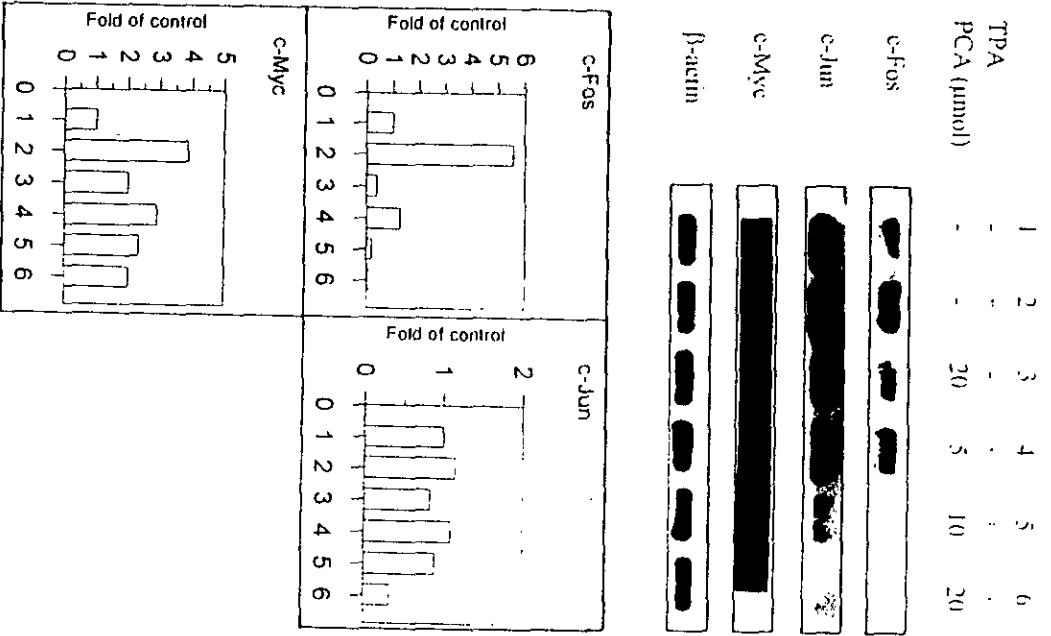 1 2 3 4 5 6
TPA - 
PCA (μmol) - - 20 5 10 20
c-Fos
c-Jun
c-Myc
β-actin
c-Fos
Fold of control
0 1 2 3 4 5 6
0 1 2 3 4 5 6
c-Jun
Fold of control
0 1 2
0 1 2 3 4 5 6
c-Myc
Fold of control
0 1 2 3 4 5
0 1 2 3 4 5 6